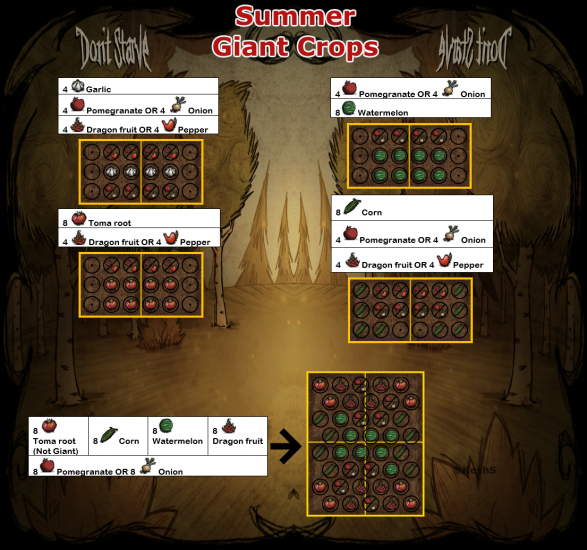 Summer
Giant Crops
Don't Starve
Don't Starve
4 Garlic
4 Pomegranate OR 4 Onion
4 Dragon fruit OR 4 Pepper
4 Pomegranate OR 4 Onion
8 Watermelon
8 Toma root
4 Dragon fruit OR 4 Pepper
8 Corn
4 Pomegranate OR 4 Onion
4 Dragon fruit OR 4 Pepper
8 Toma root (Not Giant)
8 Corn
8 Watermelon
8 Dragon fruit
8 Pomegranate OR 8 Onion